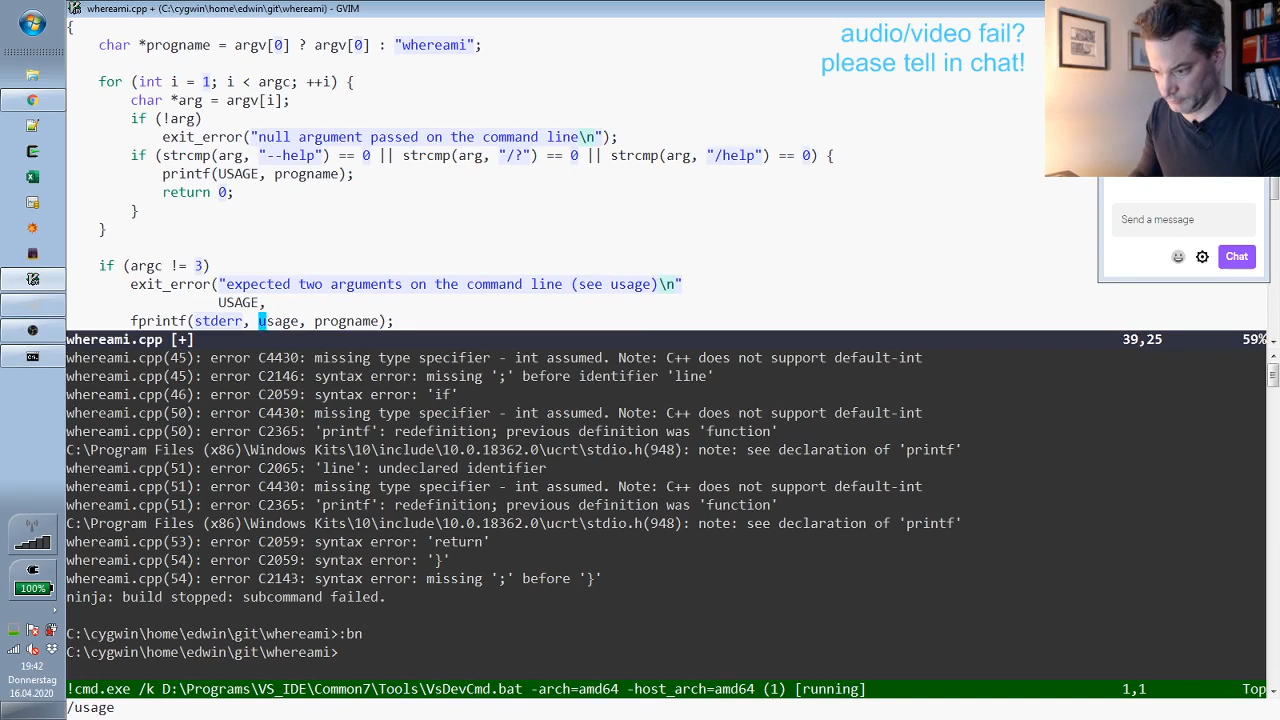 whereami.cpp + (C:\cygwin\home\edwin\git\whereami) - GVIM
{
char *progname = argv[0] ? argv[0] : "whereami";
audio/video fail?
please tell in chat!
for (int i = 1; i < argc; ++i) {
char *arg = argv[i];
if (!arg)
exit_error("null argument passed on the command line\n");
if (strcmp(arg, "--help") == 0 || strcmp(arg, "/?") == 0 || strcmp(arg, "/help") == 0) {
printf(USAGE, progname);
return 0;
}
}
if (argc != 3)
exit_error("expected two arguments on the command line (see usage)\n"
USAGE,
fprintf(stderr, usage, progname);
Send a message
Chat
whereami.cpp [+] 39,25 59%
whereami.cpp(45): error C4430: missing type specifier - int assumed. Note: C++ does not support default-int
whereami.cpp(45): error C2146: syntax error: missing ';' before identifier 'line'
whereami.cpp(46): error C2059: syntax error: 'if'
whereami.cpp(50): error C4430: missing type specifier - int assumed. Note: C++ does not support default-int
whereami.cpp(50): error C2365: 'printf': redefinition; previous definition was 'function'
C:\Program Files (x86)\Windows Kits\10\include\10.0.18362.0\ucrt\stdio.h(948): note: see declaration of 'printf'
whereami.cpp(51): error C2065: 'line': undeclared identifier
whereami.cpp(51): error C4430: missing type specifier - int assumed. Note: C++ does not support default-int
whereami.cpp(51): error C2365: 'printf': redefinition; previous definition was 'function'
C:\Program Files (x86)\Windows Kits\10\include\10.0.18362.0\ucrt\stdio.h(948): note: see declaration of 'printf'
whereami.cpp(53): error C2059: syntax error: 'return'
whereami.cpp(54): error C2059: syntax error: '}'
whereami.cpp(54): error C2143: syntax error: missing ';' before '}'
ninja: build stopped: subcommand failed.
C:\cygwin\home\edwin\git\whereami>:bn
C:\cygwin\home\edwin\git\whereami>
!cmd.exe /k D:\Programs\VS_IDE\Common7\Tools\VsDevCmd.bat -arch=amd64 -host_arch=amd64 (1) [running] 1,1 Top
/usage
100%
19:42
Donnerstag
16.04.2020